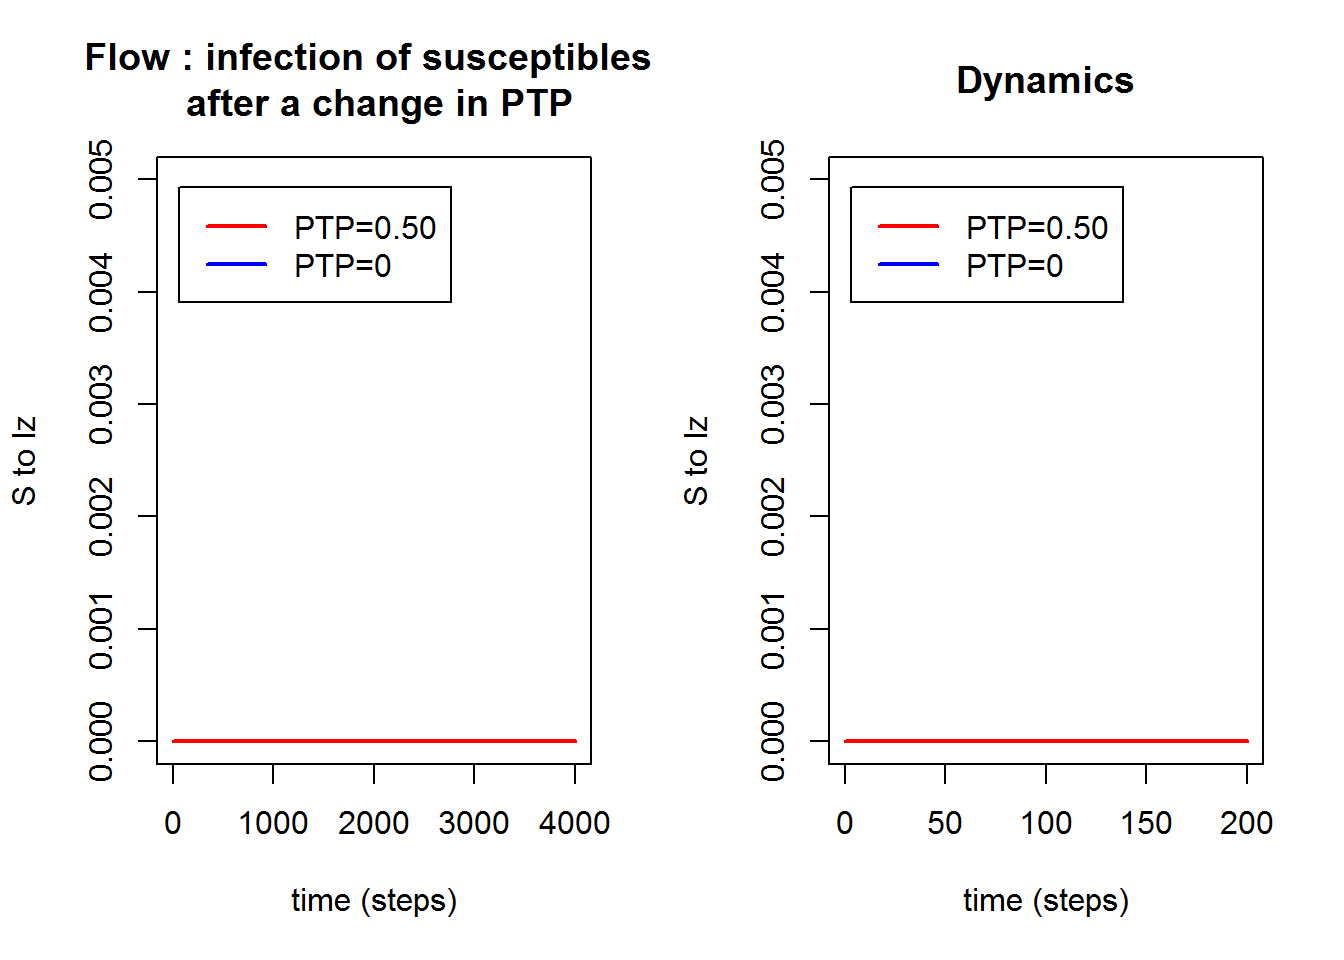 Flow : infection of susceptibles
after a change in PTP
0.005
0.004
0.003
0.002
0.001
0.000
S to Iz
PTP=0.50
PTP=0
0 1000 2000 3000 4000
time (steps)
Dynamics
0.005
0.004
0.003
0.002
0.001
0.000
S to Iz
PTP=0.50
PTP=0
0 50 100 150 200
time (steps)